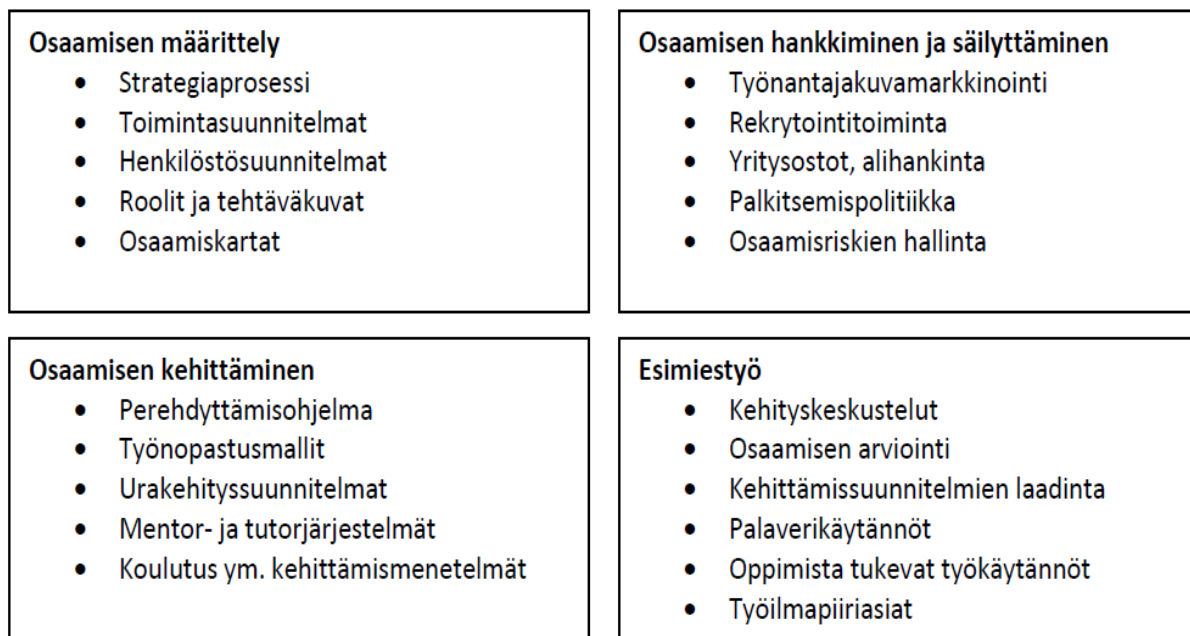 Osaamisen määrittely
• Strategiaprosessi
• Toimintasuunnitelmat
• Henkilöstösuunnitelmat
• Roolit ja tehtäväkuvat
• Osaamiskartat
Osaamisen hankkiminen ja säilyttäminen
• Työnantajakuvamarkkinointi
• Rekrytointitoiminta
• Yritysostot, alihankinta
• Palkitsemispolitiikka
• Osaamisriskien hallinta
Osaamisen kehittäminen
• Perehdyttämisohjelma
• Työnopastusmallit
• Urakehityssuunnitelmat
• Mentor- ja tutorjärjestelmät
• Koulutus ym. kehittämismenetelmät
Esimiestyö
• Kehityskeskustelut
• Osaamisen arviointi
• Kehittämissuunnitelmien laadinta
• Palaverikäytännöt
• Oppimista tukevat työkäytännöt
• Työilmapiiriasiat